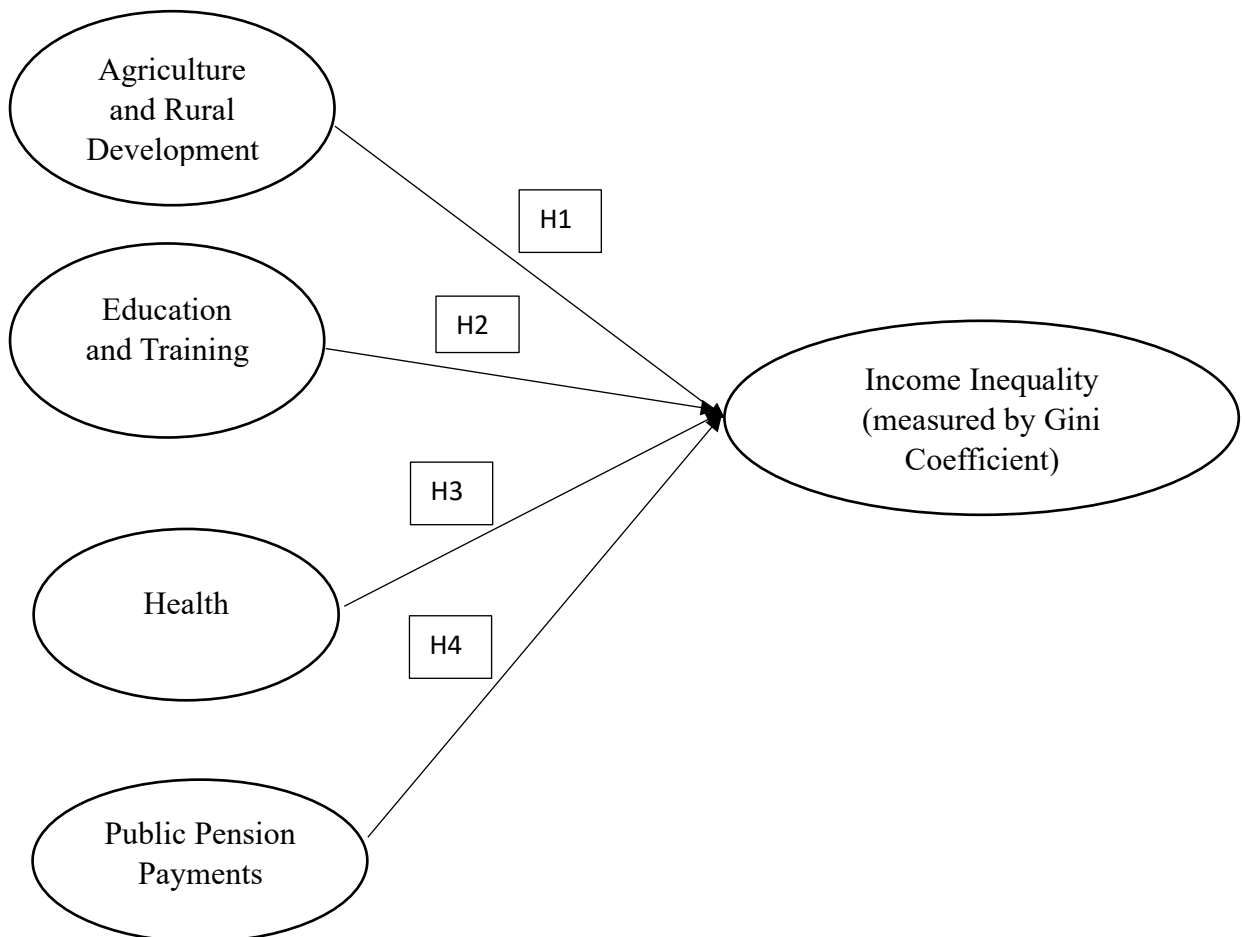 Agriculture
and Rural
Development
H1
Education
and Training
H2
Income Inequality
(measured by Gini
Coefficient)
H3
Health
H4
Public Pension
Payments